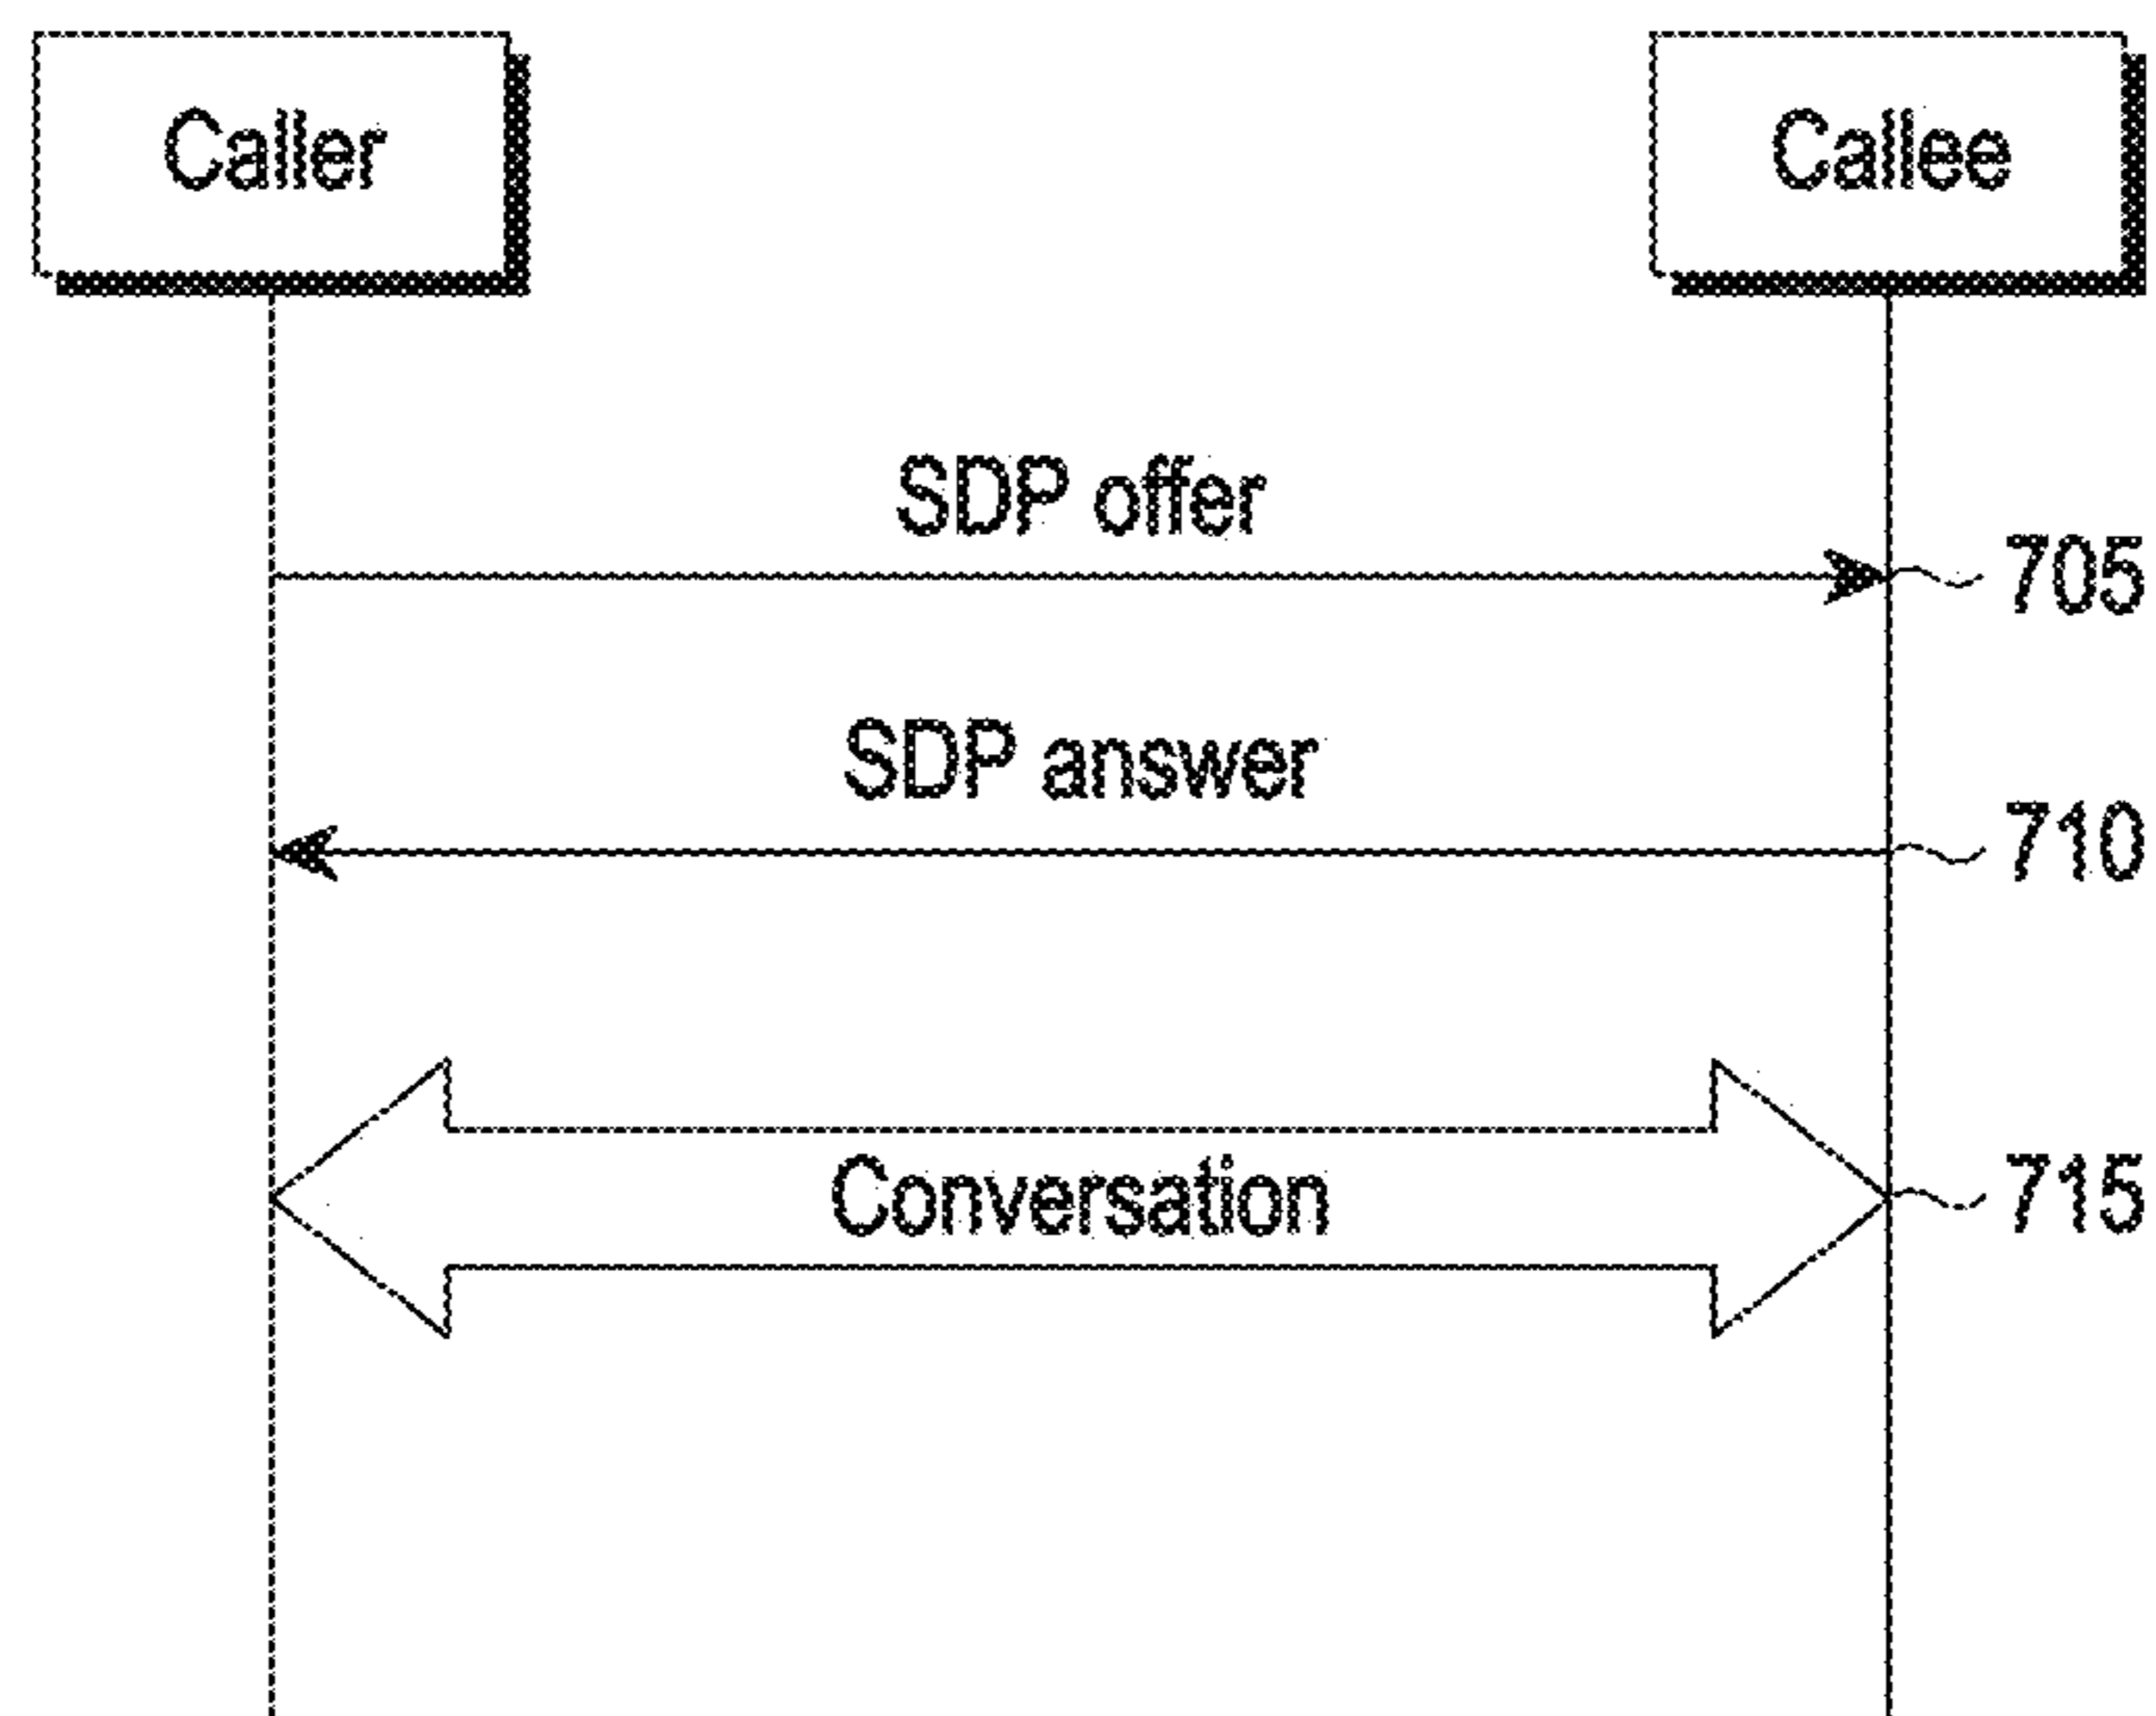 Caller
Callee
SDP offer
705
SDP answer
710
Conversation
715